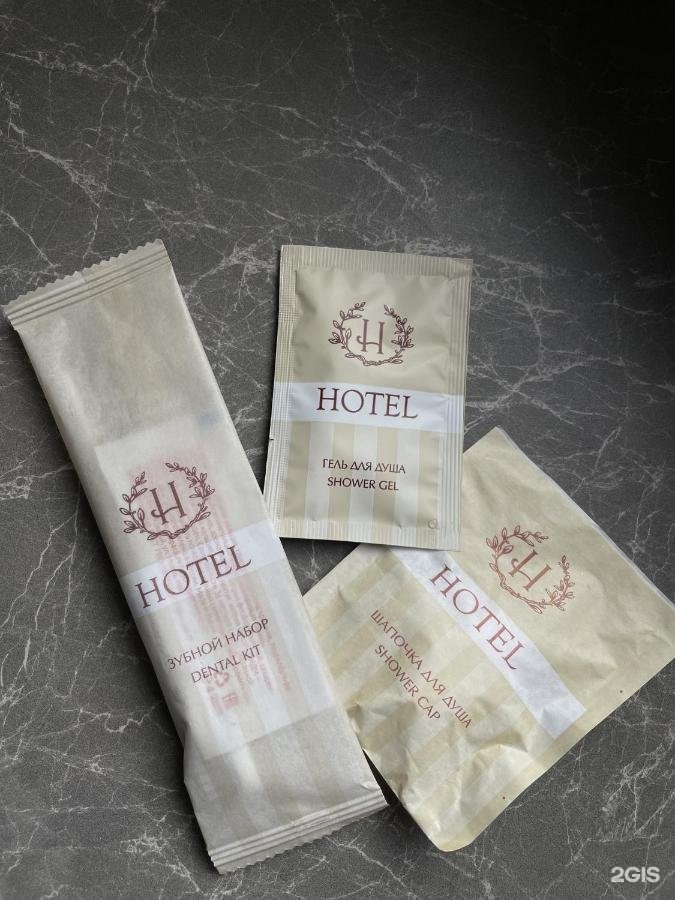 H
HOTEL
ЗУБНОЙ НАБОР
DENTAL KIT
H
HOTEL
ГЕЛЬ ДЛЯ ДУША
SHOWER GEL
H
HOTEL
ШАПОЧКА ДЛЯ ДУША
SHOWER CAP
2GIS